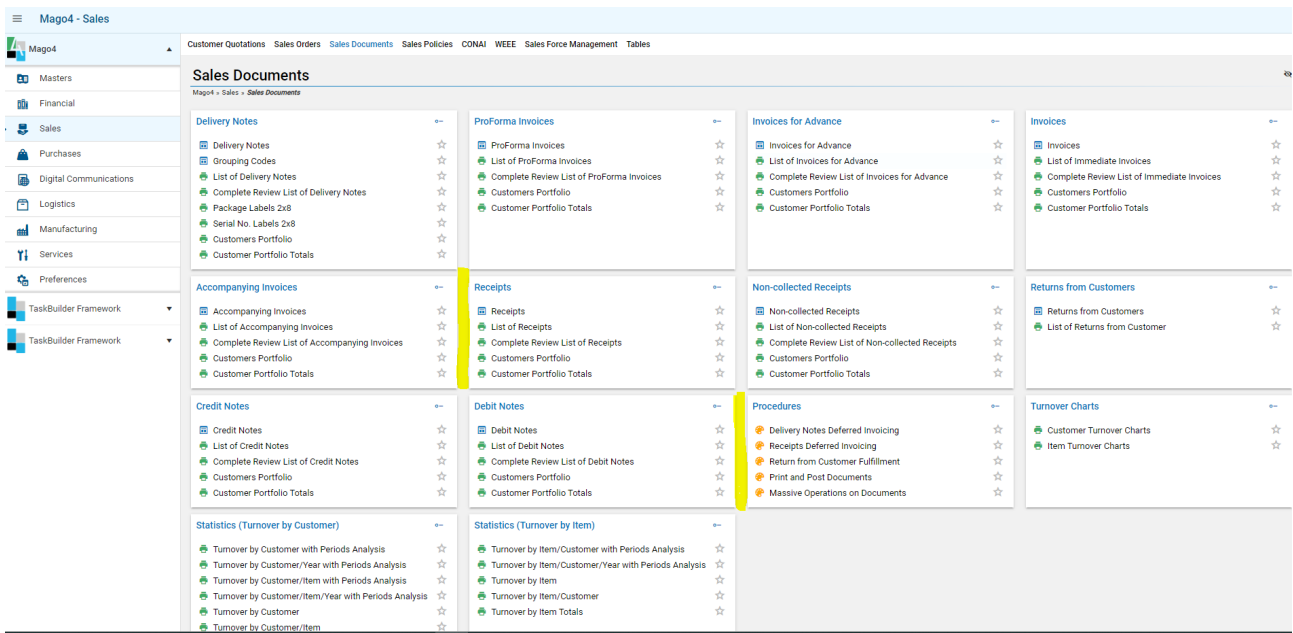 Mago4 - Sales
Mago4
Masters
Financial
Sales
Purchases
Digital Communications
Logistics
Manufacturing
Services
Preferences
TaskBuilder Framework
TaskBuilder Framework
Customer Quotations Sales Orders Sales Documents Sales Policies CONAI WEEE Sales Force Management Tables
Sales Documents
Mago4 » Sales » Sales Documents
Delivery Notes
Delivery Notes
Grouping Codes
List of Delivery Notes
Complete Review List of Delivery Notes
Package Labels 2x8
Serial No. Labels 2x8
Customers Portfolio
Customer Portfolio Totals
ProForma Invoices
ProForma Invoices
List of ProForma Invoices
Complete Review List of ProForma Invoices
Customers Portfolio
Customer Portfolio Totals
Invoices for Advance
Invoices for Advance
List of Invoices for Advance
Complete Review List of Invoices for Advance
Customers Portfolio
Customer Portfolio Totals
Invoices
Invoices
List of Immediate Invoices
Complete Review List of Immediate Invoices
Customers Portfolio
Customer Portfolio Totals
Accompanying Invoices
Accompanying Invoices
List of Accompanying Invoices
Complete Review List of Accompanying Invoices
Customers Portfolio
Customer Portfolio Totals
Receipts
Receipts
List of Receipts
Complete Review List of Receipts
Customers Portfolio
Customer Portfolio Totals
Non-collected Receipts
Non-collected Receipts
List of Non-collected Receipts
Complete Review List of Non-collected Receipts
Customers Portfolio
Customer Portfolio Totals
Returns from Customers
Returns from Customers
List of Returns from Customer
Credit Notes
Credit Notes
List of Credit Notes
Complete Review List of Credit Notes
Customers Portfolio
Customer Portfolio Totals
Debit Notes
Debit Notes
List of Debit Notes
Complete Review List of Debit Notes
Customers Portfolio
Customer Portfolio Totals
Procedures
Delivery Notes Deferred Invoicing
Receipts Deferred Invoicing
Return from Customer Fulfillment
Print and Post Documents
Massive Operations on Documents
Turnover Charts
Customer Turnover Charts
Item Turnover Charts
Statistics (Turnover by Customer)
Turnover by Customer with Periods Analysis
Turnover by Customer/Year with Periods Analysis
Turnover by Customer/Item with Periods Analysis
Turnover by Customer/Item/Year with Periods Analysis
Turnover by Customer
Turnover by Customer/Item
Statistics (Turnover by Item)
Turnover by Item/Customer with Periods Analysis
Turnover by Item/Customer/Year with Periods Analysis
Turnover by Item
Turnover by Item/Customer
Turnover by Item Totals